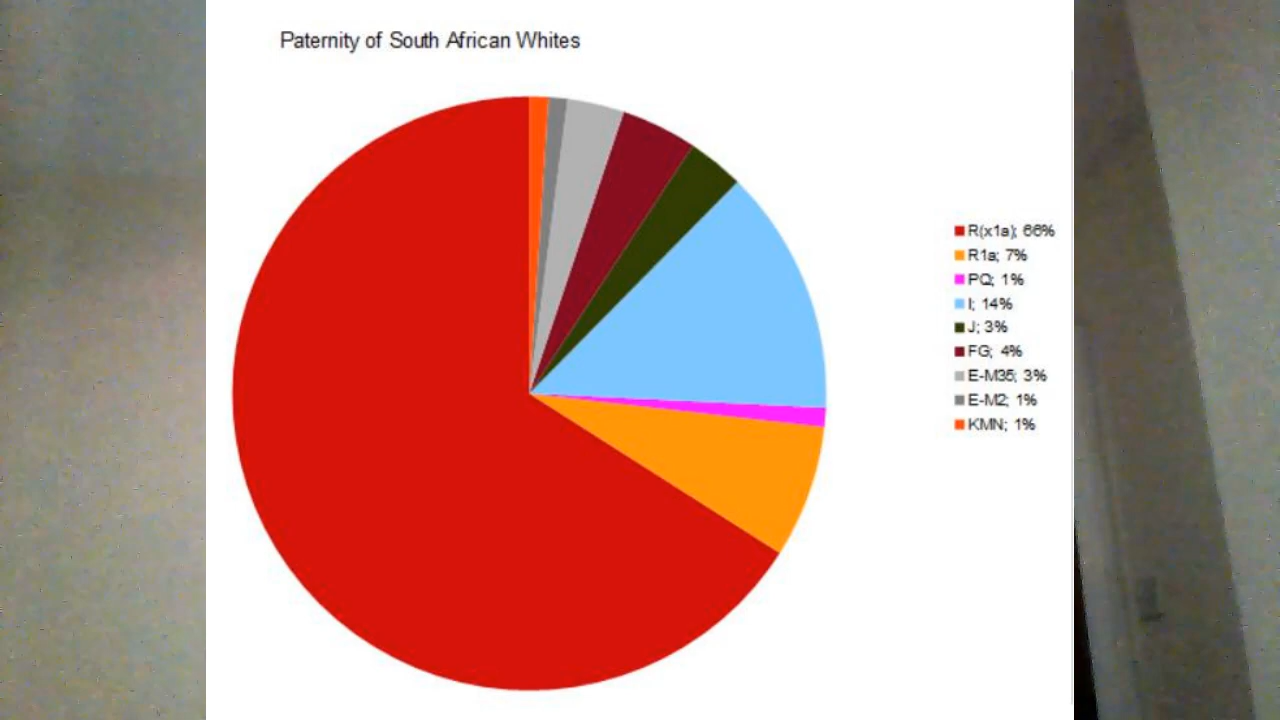 Paternity of South African Whites
R(x1a); 66%
R1a; 7%
PQ; 1%
I; 14%
J; 3%
FG; 4%
E-M35; 3%
E-M2; 1%
KMN; 1%